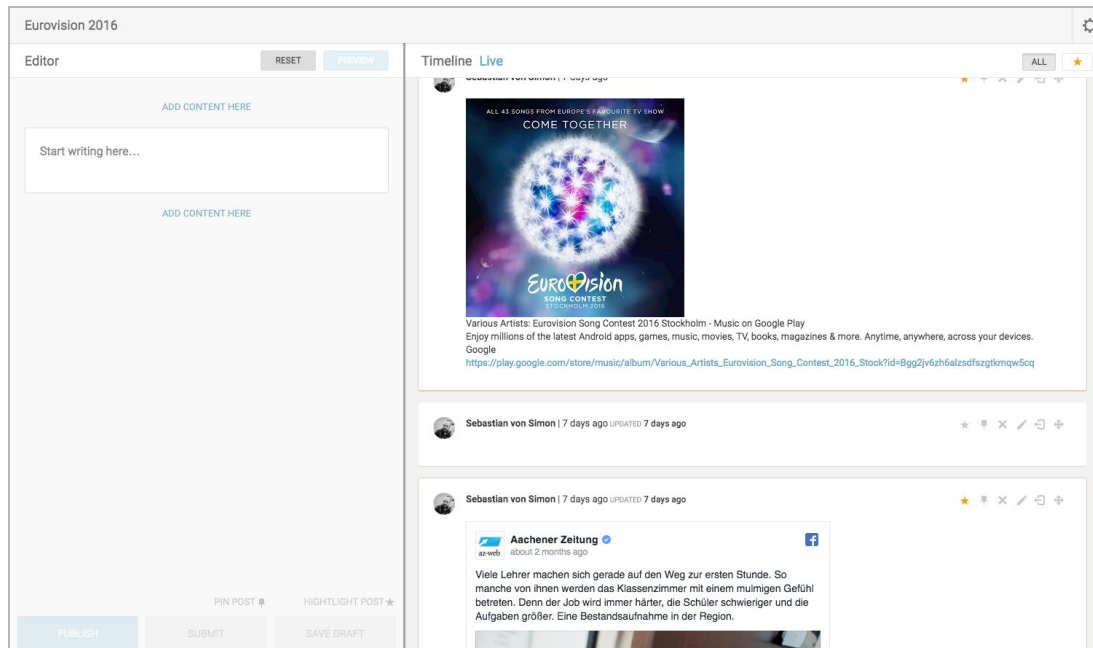 Eurovision 2016
Editor
RESET
PREVIEW
Timeline Live
ALL
ADD CONTENT HERE
Start writing here...
ADD CONTENT HERE
PIN POST
HIGHTLIGHT POST
PUBLISH
SUBMIT
SAVE DRAFT
Sebastian von Simon | 7 days ago
ALL 43 SONGS FROM EUROPE'S FAVOURITE TV SHOW
COME TOGETHER
EUROVISION
SONG CONTEST
STOCKHOLM 2016
Various Artists: Eurovision Song Contest 2016 Stockholm - Music on Google Play
Enjoy millions of the latest Android apps, games, music, movies, TV, books, magazines & more. Anytime, anywhere, across your devices.
Google
https://play.google.com/store/music/album/Various_Artists_Eurovision_Song_Contest_2016_Stock?id=Bgg2jv6zh6alzsdfszgtkmqw5cq
Sebastian von Simon | 7 days ago UPDATED 7 days ago
Sebastian von Simon | 7 days ago UPDATED 7 days ago
az-web
Aachener Zeitung
about 2 months ago
Viele Lehrer machen sich gerade auf den Weg zur ersten Stunde. So
manche von ihnen werden das Klassenzimmer mit einem mulmigen Gefühl
betreten. Denn der Job wird immer härter, die Schüler schwieriger und die
Aufgaben größer. Eine Bestandsaufnahme in der Region.